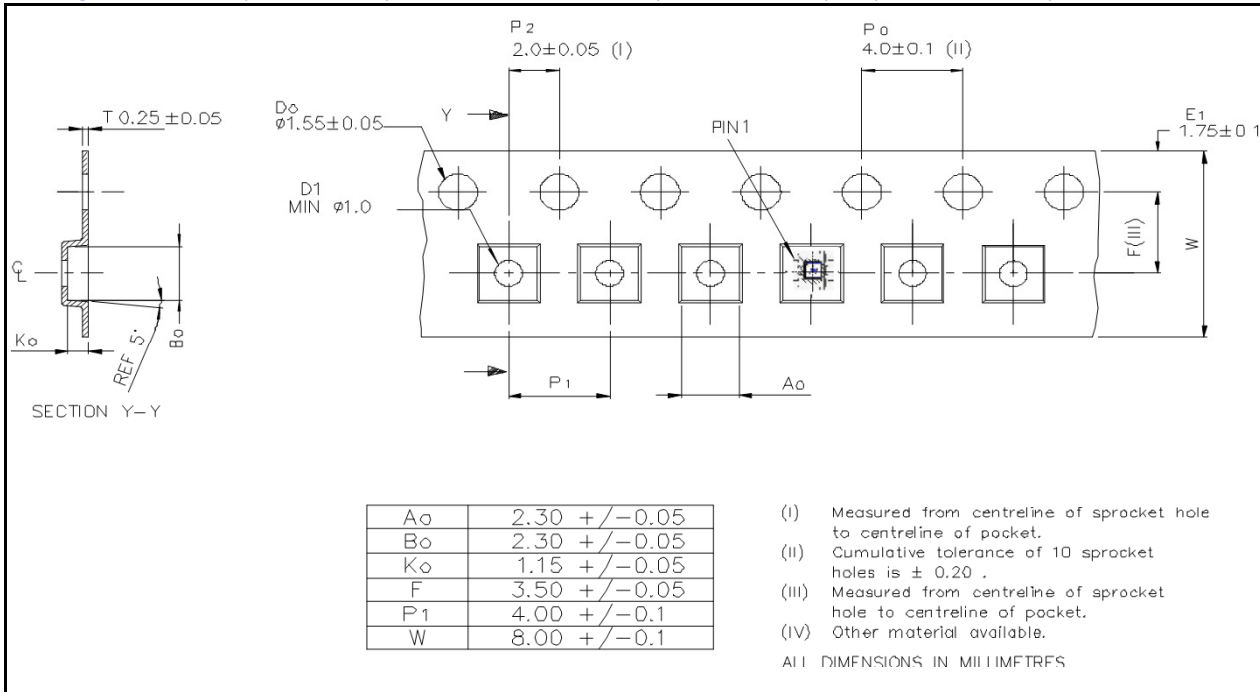 P2
2.0±0.05 (I)
Po
4.0±0.1 (II)
T 0.25±0.05
Do
ø1.55±0.05
Y
PIN1
E1
1.75±0 1
D1
MIN ø1.0
F(III)
W
CL
Ko
REF 5°
Bo
P1
Ao
SECTION Y-Y
Ao 2.30 +/-0.05
Bo 2.30 +/-0.05
Ko 1.15 +/-0.05
F 3.50 +/-0.05
P1 4.00 +/-0.1
W 8.00 +/-0.1
(I) Measured from centreline of sprocket hole
to centreline of pocket.
(II) Cumulative tolerance of 10 sprocket
holes is ± 0.20 .
(III) Measured from centreline of sprocket
hole to centreline of pocket.
(IV) Other material available.
ALL DIMENSIONS IN MILLIMETRES